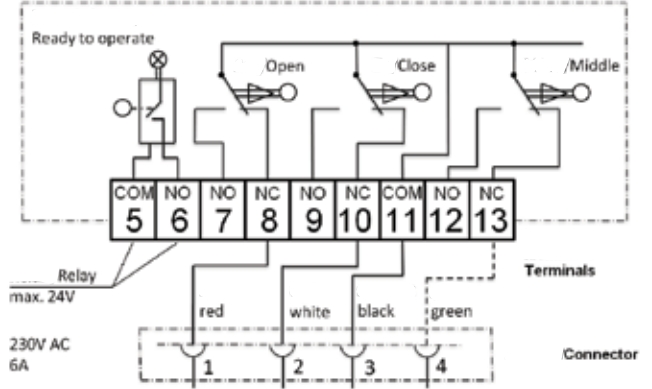 Ready to operate
/Open
/Close
/Middle
COM NO NO NC NO NC COM NO NC
5 6 7 8 9 10 11 12 13
Relay
max. 24V
Terminals
red white black green
230V AC
6A
1 2 3 4
Connector